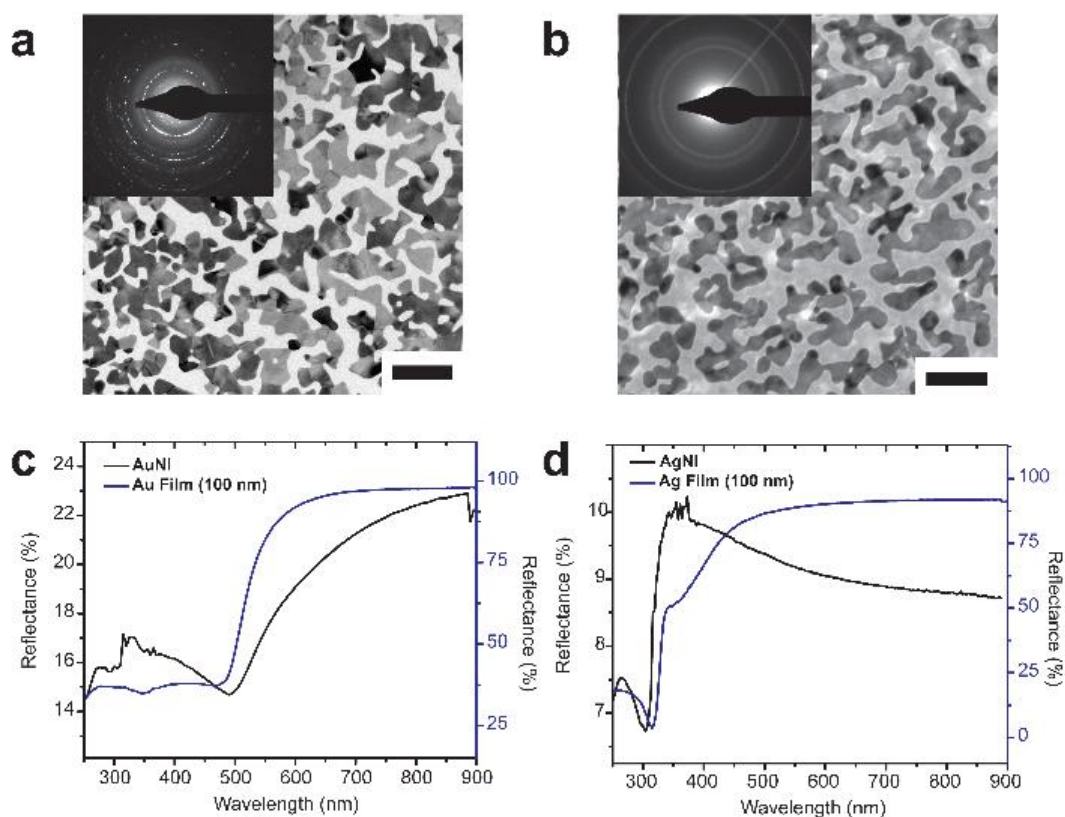 a
b
c
AuNI
Au Film (100 nm)
24
22
20
18
16
14
Reflectance (%)
100
75
50
25
Reflectance (%)
300 400 500 600 700 800 900
Wavelength (nm)
d
AgNI
Ag Film (100 nm)
10
9
8
7
Reflectance (%)
100
75
50
25
0
Reflectance (%)
300 400 500 600 700 800 900
Wavelength (nm)